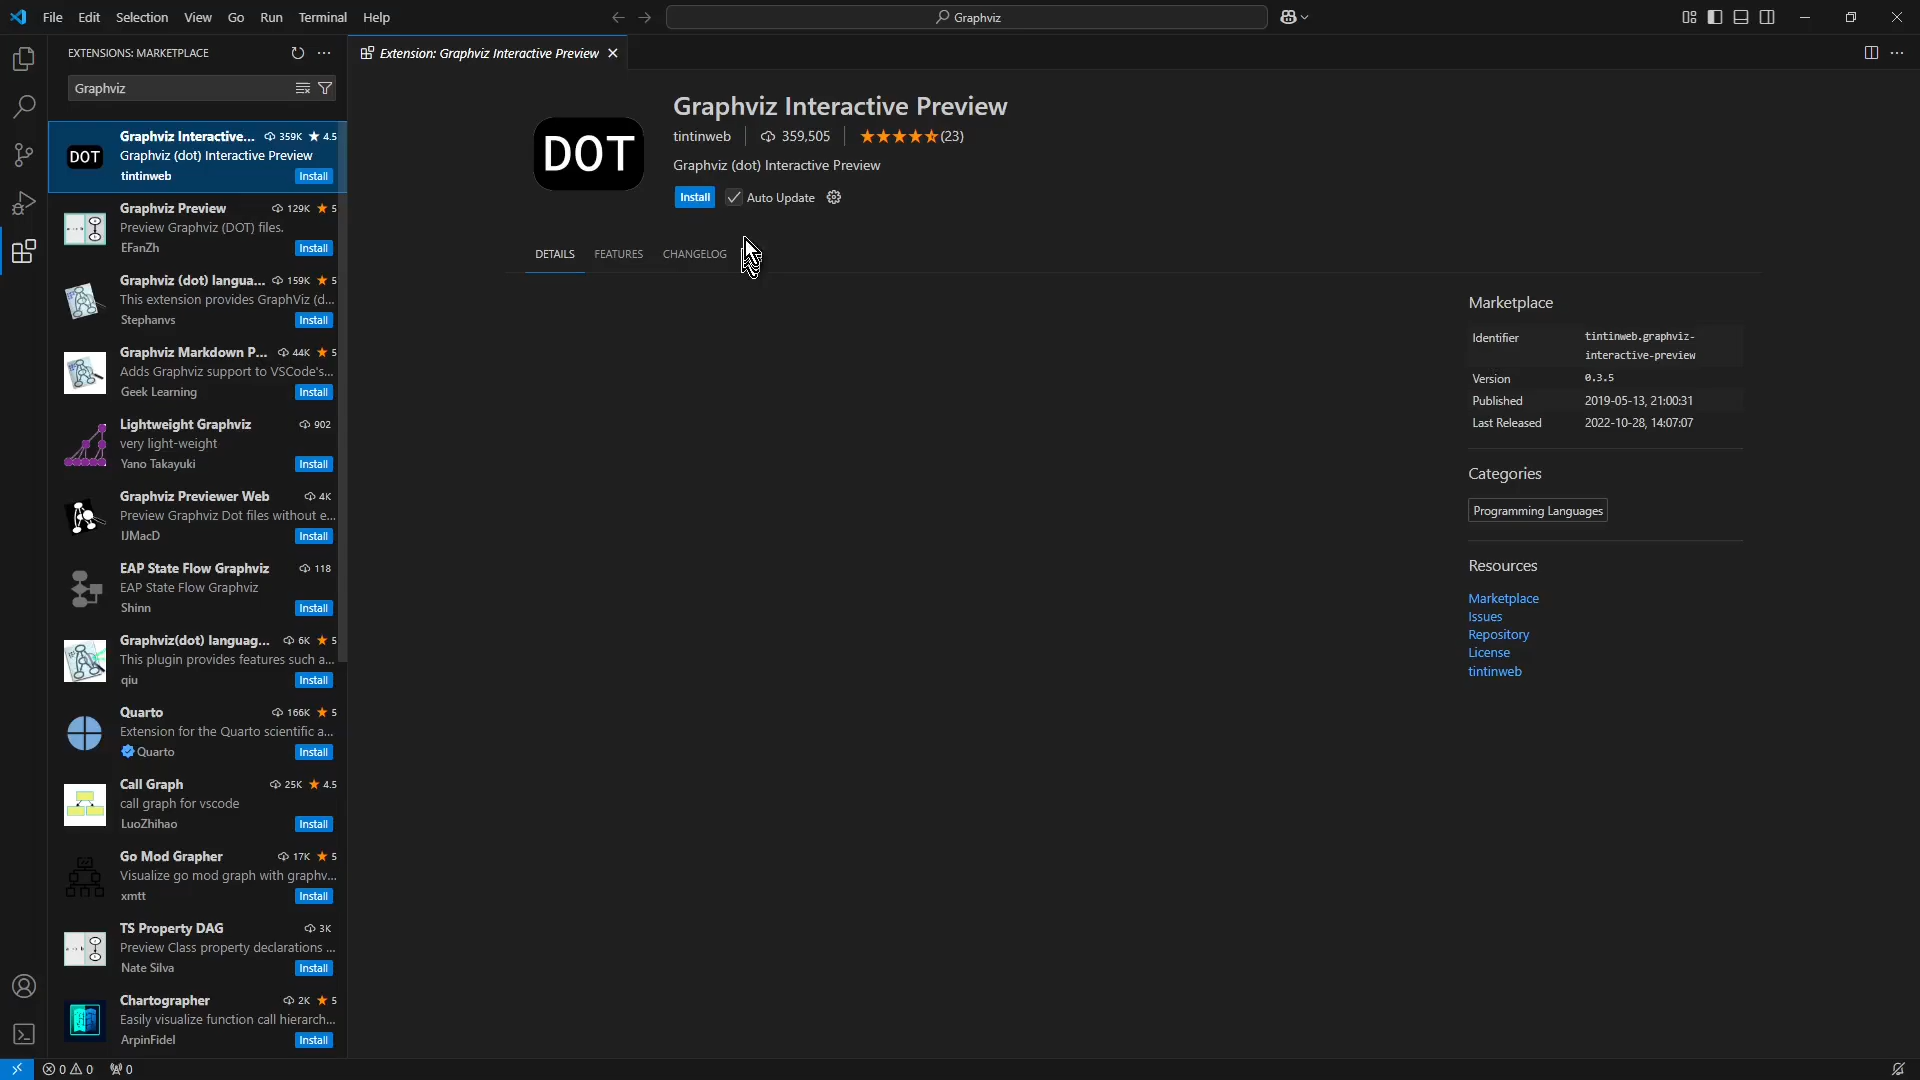 File Edit Selection View Go Run Terminal Help
Graphviz
EXTENSIONS: MARKETPLACE
Graphviz
Graphviz Interactive... 359K 4.5
Graphviz (dot) Interactive Preview
tintinweb Install
Graphviz Preview 129K 5
Preview Graphviz (DOT) files.
EFanZh Install
Graphviz (dot) langua... 159K 5
This extension provides GraphViz (d...
Stephanvs Install
Graphviz Markdown P... 44K 5
Adds Graphviz support to VSCode's...
Geek Learning Install
Lightweight Graphviz 902
very light-weight
Yano Takayuki Install
Graphviz Previewer Web 4K
Preview Graphviz Dot files without e...
IJMacD Install
EAP State Flow Graphviz 118
EAP State Flow Graphviz
Shinn Install
Graphviz(dot) languag... 6K 5
This plugin provides features such a...
qiu Install
Quarto 166K 5
Extension for the Quarto scientific a...
Quarto Install
Call Graph 25K 4.5
call graph for vscode
LuoZhihao Install
Go Mod Grapher 17K 5
Visualize go mod graph with graphv...
xmtt Install
TS Property DAG 3K
Preview Class property declarations ...
Nate Silva Install
Chartographer 2K 5
Easily visualize function call hierarch...
ArpinFidel Install
DOT
Extension: Graphviz Interactive Preview
DOT
Graphviz Interactive Preview
tintinweb 359,505 (23)
Graphviz (dot) Interactive Preview
Install Auto Update
DETAILS FEATURES CHANGELOG
Marketplace
Identifier tintinweb.graphviz-
interactive-preview
Version 0.3.5
Published 2019-05-13, 21:00:31
Last Released 2022-10-28, 14:07:07
Categories
Programming Languages
Resources
Marketplace
Issues
Repository
License
tintinweb
0 0 0